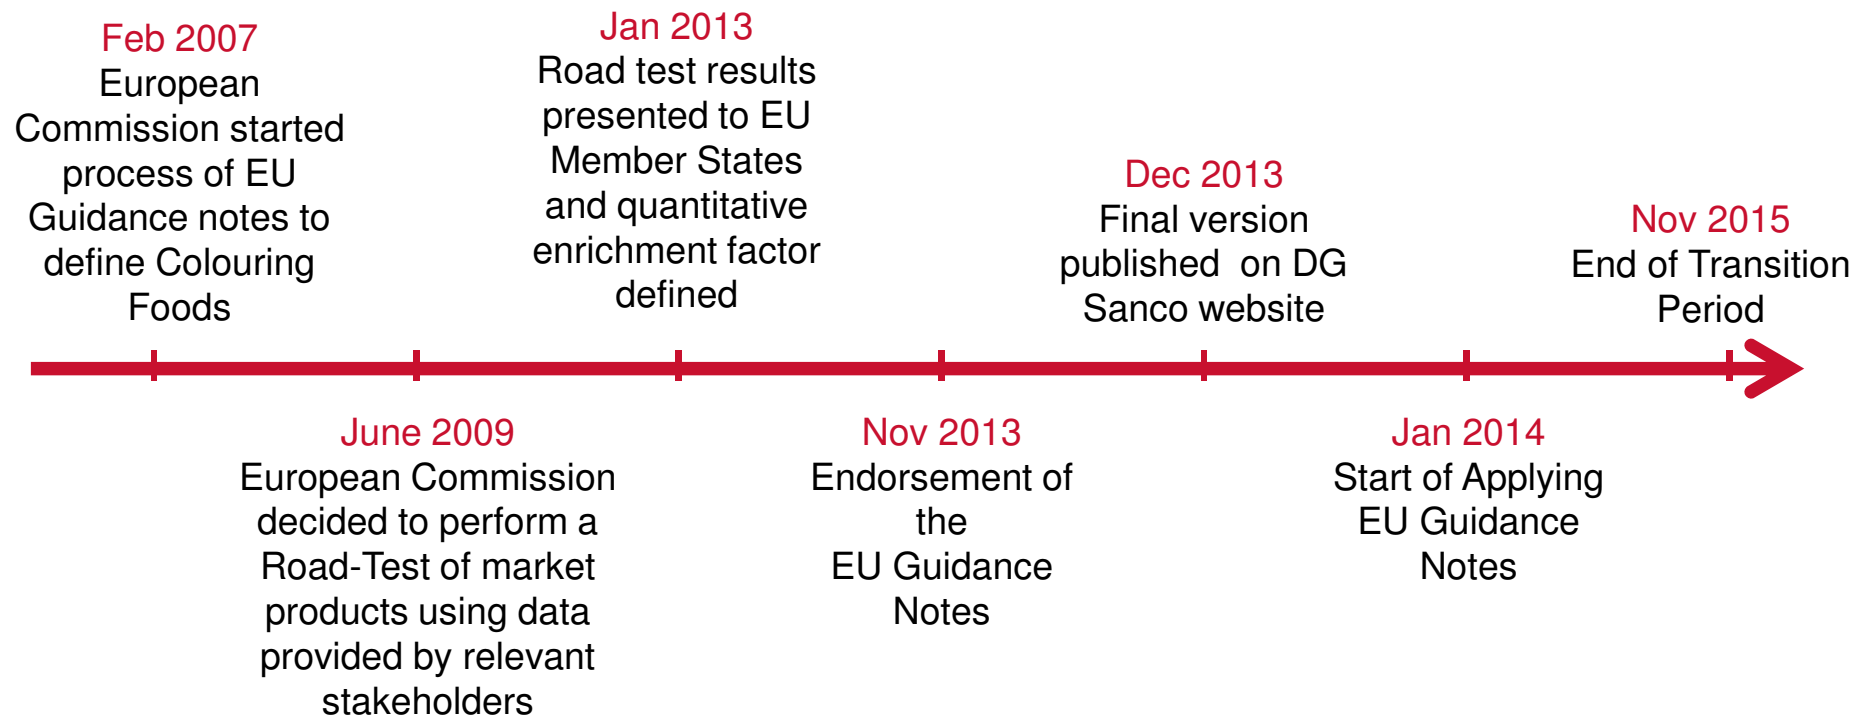 Feb 2007
European
Commission started
process of EU
Guidance notes to
define Colouring
Foods
June 2009
European Commission
decided to perform a
Road-Test of market
products using data
provided by relevant
stakeholders
Jan 2013
Road test results
presented to EU
Member States
and quantitative
enrichment factor
defined
Nov 2013
Endorsement of
the
EU Guidance
Notes
Dec 2013
Final version
published  on DG
Sanco website
Jan 2014
Start of Applying
EU Guidance
Notes
Nov 2015
End of Transition
Period